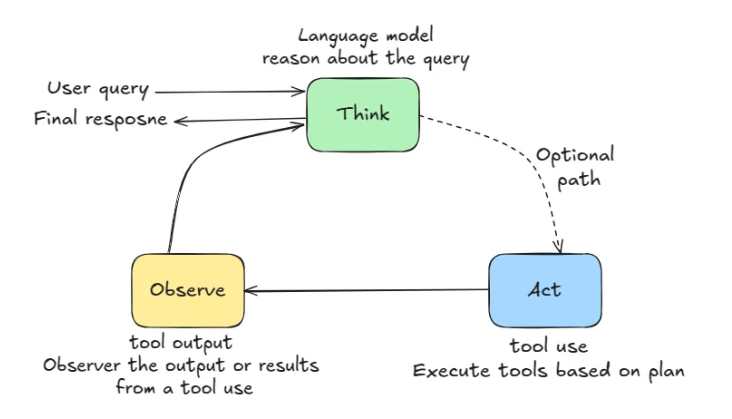 Language model
reason about the query
User query
Think
Final resposne
Optional
path
Observe
Act
tool output
Observer the output or results
from a tool use
tool use
Execute tools based on plan